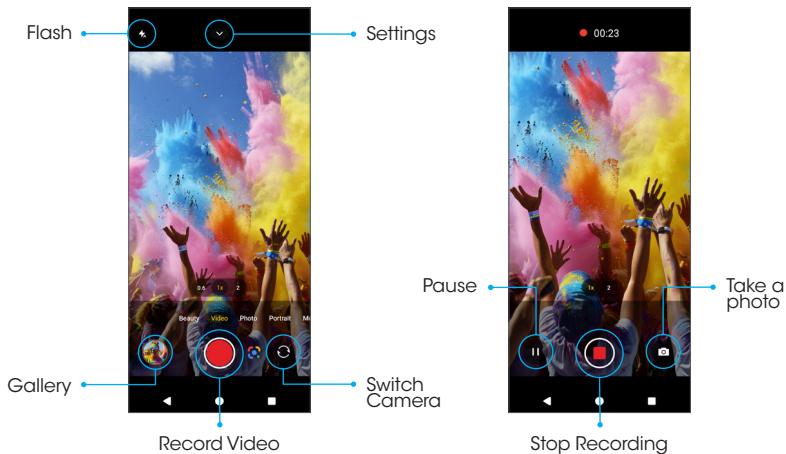 Flash
Settings
00:23
0.6 1x 2
Beauty Video Photo Portrait
Gallery
Switch
Camera
Record Video
1x 2
Pause
Take a
photo
Stop Recording